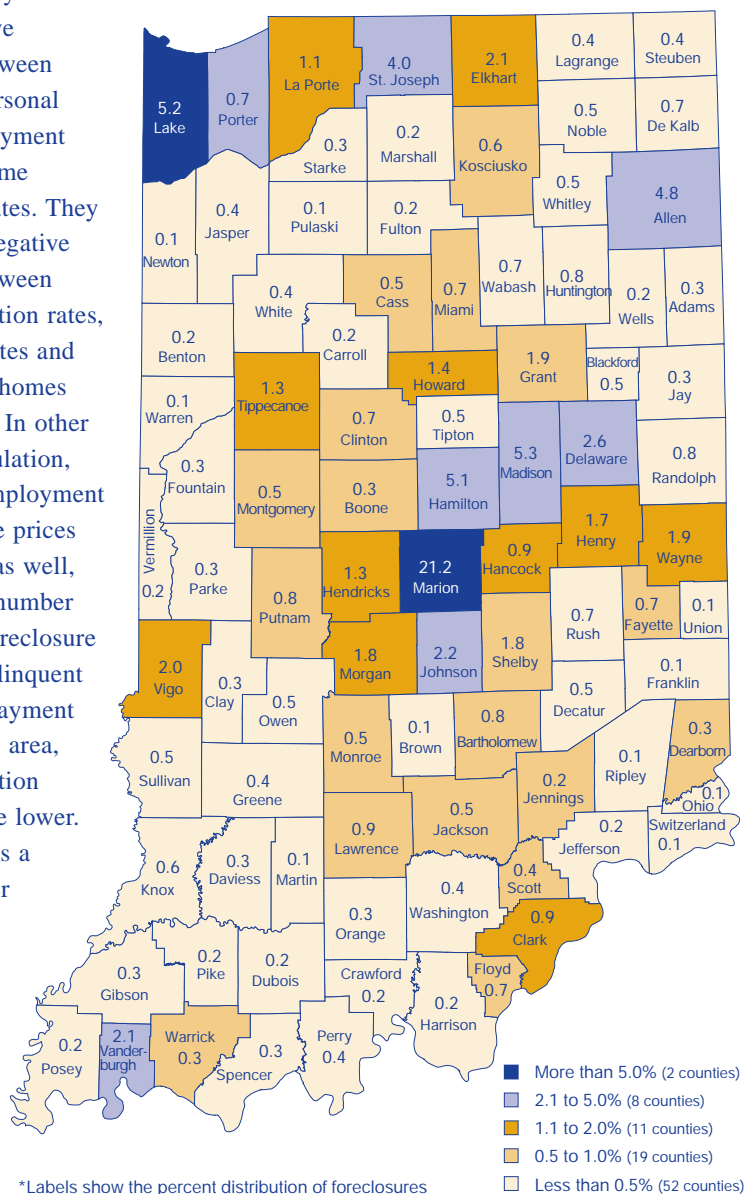 ve
ween
rsonal
yment
me
tes. They
egative
ween
tion rates,
tes and
homes
In other
ulation,
mployment
e prices
as well,
number
reclosure
linquent
ayment
area,
tion
e lower.
s a
r
5.2
Lake
0.7
Porter
1.1
La Porte
4.0
St. Joseph
2.1
Elkhart
0.4
Lagrange
0.4
Steuben
0.3
Starke
0.2
Marshall
0.6
Kosciusko
0.5
Noble
0.7
De Kalb
0.1
Newton
0.4
Jasper
0.1
Pulaski
0.2
Fulton
0.5
Whitley
4.8
Allen
0.4
White
0.5
Cass
0.7
Miami
0.7
Wabash
0.8
Huntington
0.2
Wells
0.3
Adams
0.2
Benton
0.2
Carroll
1.4
Howard
1.9
Grant
Blackford
0.5
0.3
Jay
0.1
Warren
1.3
Tippecanoe
0.7
Clinton
0.5
Tipton
5.3
Madison
2.6
Delaware
0.8
Randolph
0.3
Fountain
0.5
Montgomery
0.3
Boone
5.1
Hamilton
1.7
Henry
1.9
Wayne
Vermillion
0.2
0.3
Parke
0.8
Putnam
1.3
Hendricks
21.2
Marion
0.9
Hancock
0.7
Rush
0.7
Fayette
0.1
Union
2.0
Vigo
0.3
Clay
0.5
Owen
1.8
Morgan
2.2
Johnson
1.8
Shelby
0.5
Decatur
0.1
Franklin
0.5
Sullivan
0.4
Greene
0.5
Monroe
0.1
Brown
0.8
Bartholomew
0.2
Jennings
0.1
Ripley
0.3
Dearborn
0.1
Ohio
Switzerland
0.1
0.6
Knox
0.3
Daviess
0.1
Martin
0.9
Lawrence
0.5
Jackson
0.4
Scott
0.2
Jefferson
0.3
Orange
0.4
Washington
0.9
Clark
0.3
Gibson
0.2
Pike
0.2
Dubois
Crawford
0.2
0.2
Harrison
Floyd
0.7
0.2
Posey
2.1
Vander-
burgh
Warrick
0.3
0.3
Spencer
Perry
0.4
More than 5.0% (2 counties)
2.1 to 5.0% (8 counties)
1.1 to 2.0% (11 counties)
0.5 to 1.0% (19 counties)
Less than 0.5% (52 counties)
*Labels show the percent distribution of foreclosures